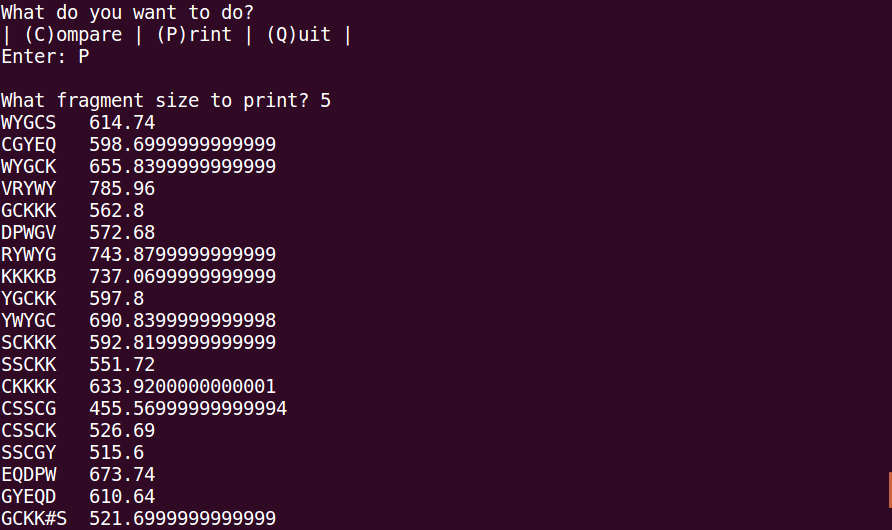 What do you want to do?
| (C)ompare | (P)rint | (Q)uit |
Enter: P
What fragment size to print? 5
WYGCS   614.74
CGYEQ   598.6999999999999
WYGCK   655.8399999999999
VRYWY   785.96
GCKKK   562.8
DPWGV   572.68
RYWYG   743.8799999999999
KKKKB   737.0699999999999
YGCKK   597.8
YWYGC   690.8399999999998
SCKKK   592.8199999999999
SSCKK   551.72
CKKKK   633.9200000000001
CSSCG   455.56999999999994
CSSCK   526.69
SSCGY   515.6
EQDPW   673.74
GYEQD   610.64
GCKK#S  521.6999999999999